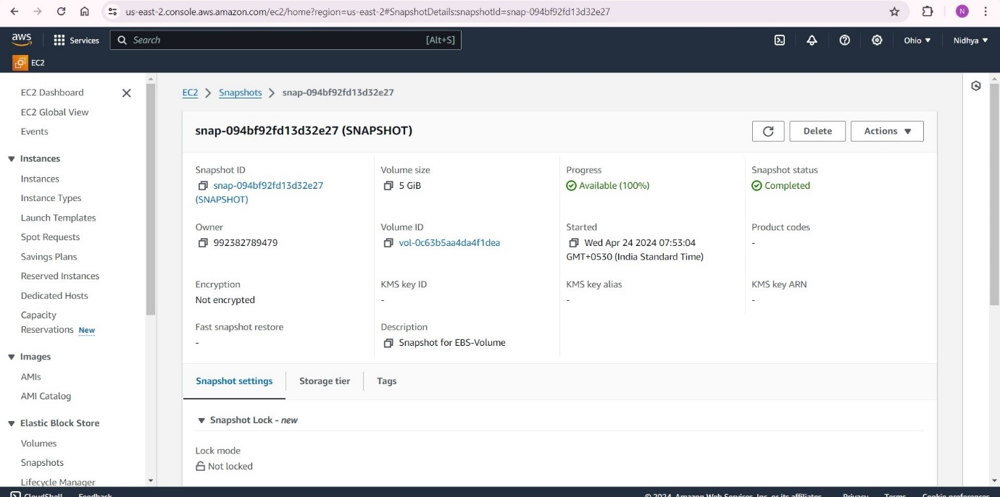 us-east-2.console.aws.amazon.com/ec2/home?region=us-east-2#SnapshotDetails:snapshotId=snap-094bf92fd13d32e27
N
aws
Services
Search
[Alt+S]
Ohio ▼
Nidhya ▼
EC2
EC2 Dashboard
EC2 Global View
Events
Instances
Instances
Instance Types
Launch Templates
Spot Requests
Savings Plans
Reserved Instances
Dedicated Hosts
Capacity
Reservations New
Images
AMIs
AMI Catalog
Elastic Block Store
Volumes
Snapshots
Lifecycle Manager
EC2 > Snapshots > snap-094bf92fd13d32e27
snap-094bf92fd13d32e27 (SNAPSHOT)
Delete
Actions ▼
Snapshot ID
snap-094bf92fd13d32e27
(SNAPSHOT)
Volume size
5 GiB
Progress
Available (100%)
Snapshot status
Completed
Owner
992382789479
Volume ID
vol-0c63b5aa4da4f1dea
Started
Wed Apr 24 2024 07:53:04
GMT+0530 (India Standard Time)
Product codes
-
Encryption
Not encrypted
KMS key ID
-
KMS key alias
-
KMS key ARN
-
Fast snapshot restore
-
Description
Snapshot for EBS-Volume
Snapshot settings
Storage tier
Tags
Snapshot Lock - new
Lock mode
Not locked
CloudShell
Feedback
© 2024, Amazon Web Services, Inc. or its affiliates.
Privacy
Terms
Cookie preferences